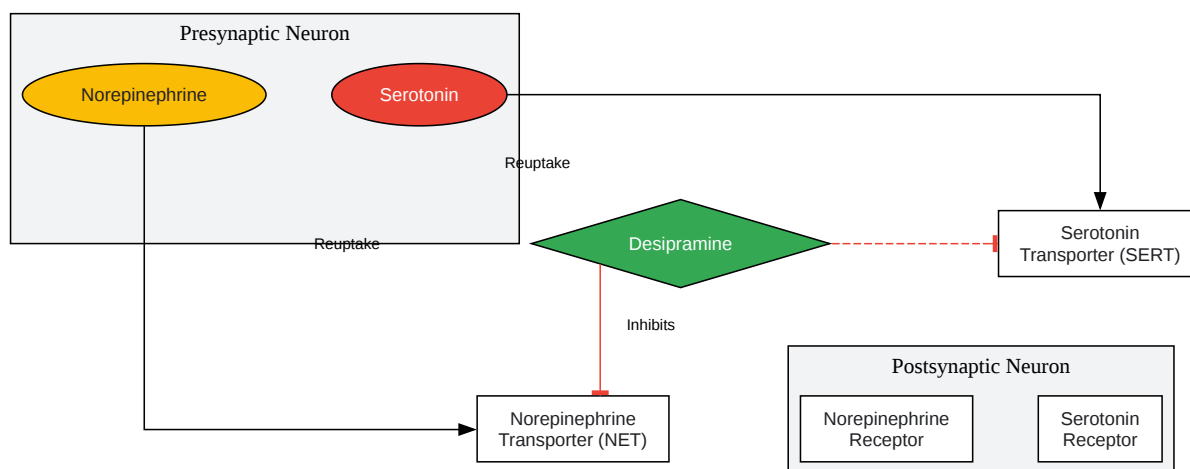 Presynaptic Neuron
Norepinephrine
Serotonin
Reuptake
Reuptake
Desipramine
Serotonin
Transporter (SERT)
Inhibits
Postsynaptic Neuron
Norepinephrine
Transporter (NET)
Norepinephrine
Receptor
Serotonin
Receptor